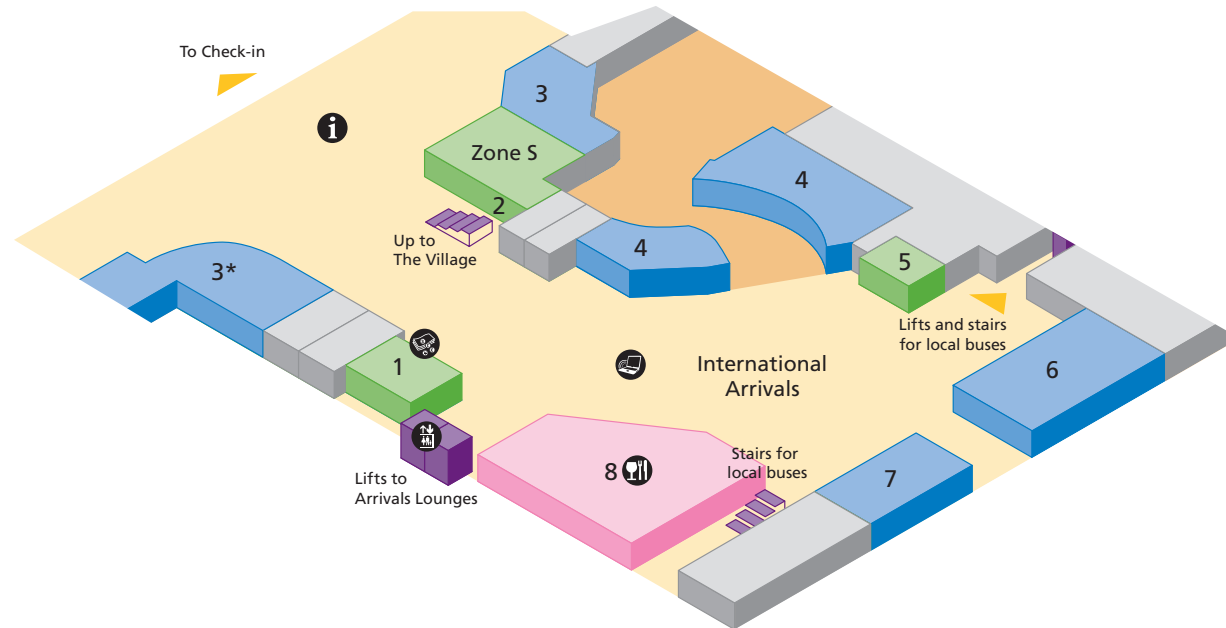 To Check-in
i
3
Zone S
2
Up to
The Village
4
4
5
Lifts and stairs
for local buses
3*
1
International
Arrivals
6
Lifts to
Arrivals Lounges
8
Stairs for
local buses
7